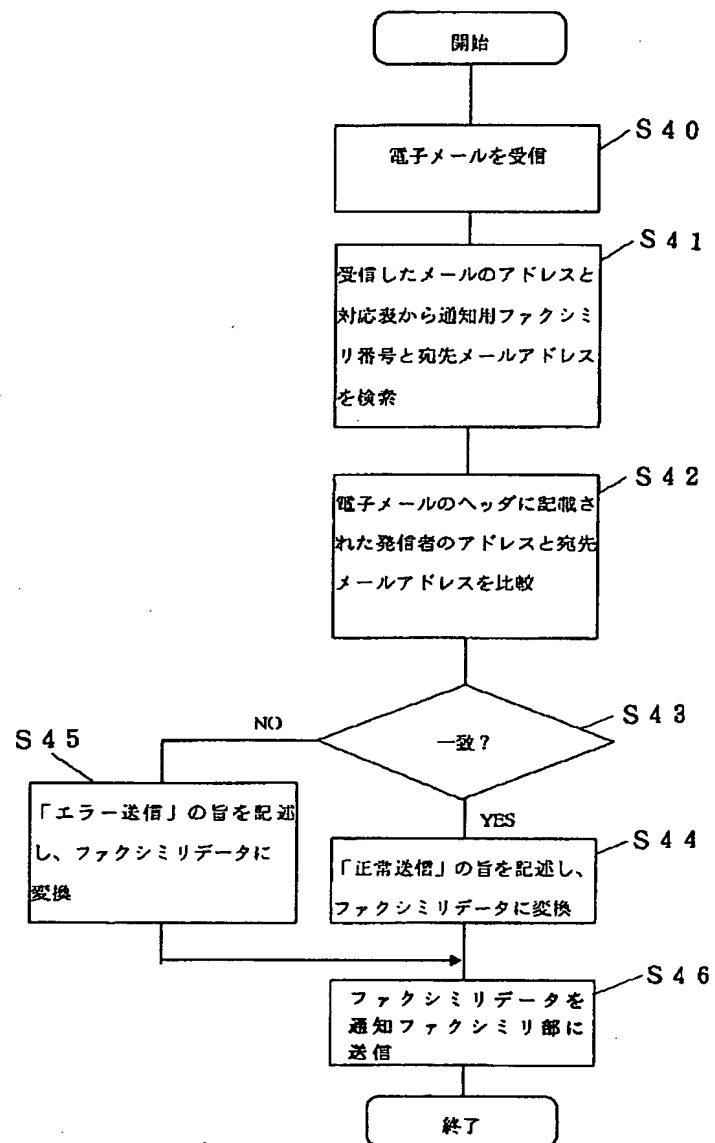 開始
S40
電子メールを受信
S41
受信したメールのアドレスと
対応表から通知用ファクシミ
リ番号と宛先メールアドレス
を検索
S42
電子メールのヘッダに記載さ
れた発信者のアドレスと宛先
メールアドレスを比較
S43
一致?
NO
YES
S45
「エラー送信」の旨を記述
し、ファクシミリデータに
変換
S44
「正常送信」の旨を記述し、
ファクシミリデータに変換
S46
ファクシミリデータを
通知ファクシミリ部に
送信
終了